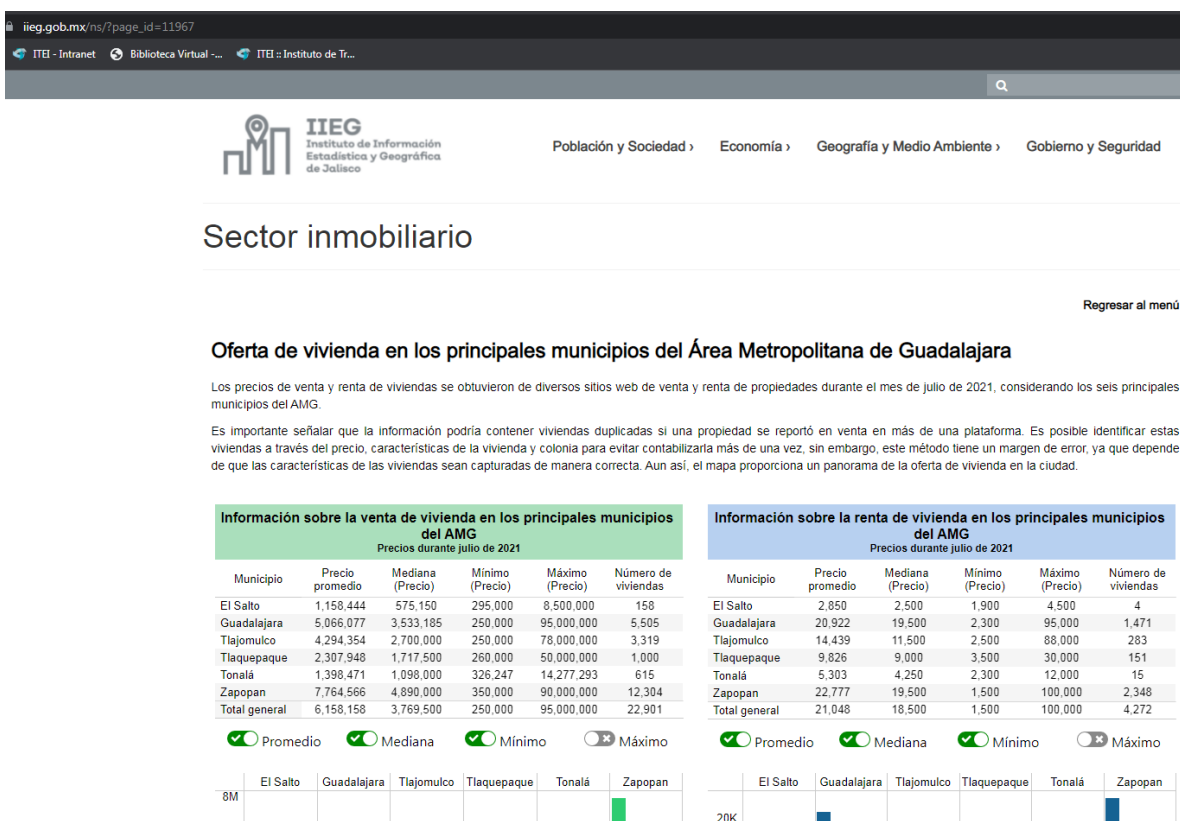 iieg.gob.mx/ns/?page_id=11967
ITEI - Intranet Biblioteca Virtual -... ITEI :: Instituto de Tr...
IIEG
Instituto de Información
Estadística y Geográfica
de Jalisco
Población y Sociedad › Economía › Geografía y Medio Ambiente › Gobierno y Seguridad
Sector inmobiliario
Regresar al menú
Oferta de vivienda en los principales municipios del Área Metropolitana de Guadalajara
Los precios de venta y renta de viviendas se obtuvieron de diversos sitios web de venta y renta de propiedades durante el mes de julio de 2021, considerando los seis principales
municipios del AMG.
Es importante señalar que la información podría contener viviendas duplicadas si una propiedad se reportó en venta en más de una plataforma. Es posible identificar estas
viviendas a través del precio, características de la vivienda y colonia para evitar contabilizarla más de una vez, sin embargo, este método tiene un margen de error, ya que depende
de que las características de las viviendas sean capturadas de manera correcta. Aun así, el mapa proporciona un panorama de la oferta de vivienda en la ciudad.
Información sobre la venta de vivienda en los principales municipios
del AMG
Precios durante julio de 2021
Municipio Precio promedio Mediana (Precio) Mínimo (Precio) Máximo (Precio) Número de viviendas
El Salto 1,158,444 575,150 295,000 8,500,000 158
Guadalajara 5,066,077 3,533,185 250,000 95,000,000 5,505
Tlajomulco 4,294,354 2,700,000 250,000 78,000,000 3,319
Tlaquepaque 2,307,948 1,717,500 260,000 50,000,000 1,000
Tonalá 1,398,471 1,098,000 326,247 14,277,293 615
Zapopan 7,764,566 4,890,000 350,000 90,000,000 12,304
Total general 6,158,158 3,769,500 250,000 95,000,000 22,901
Promedio Mediana Mínimo Máximo
El Salto Guadalajara Tlajomulco Tlaquepaque Tonalá Zapopan
8M
Información sobre la renta de vivienda en los principales municipios
del AMG
Precios durante julio de 2021
Municipio Precio promedio Mediana (Precio) Mínimo (Precio) Máximo (Precio) Número de viviendas
El Salto 2,850 2,500 1,900 4,500 4
Guadalajara 20,922 19,500 2,300 95,000 1,471
Tlajomulco 14,439 11,500 2,500 88,000 283
Tlaquepaque 9,826 9,000 3,500 30,000 151
Tonalá 5,303 4,250 2,300 12,000 15
Zapopan 22,777 19,500 1,500 100,000 2,348
Total general 21,048 18,500 1,500 100,000 4,272
Promedio Mediana Mínimo Máximo
El Salto Guadalajara Tlajomulco Tlaquepaque Tonalá Zapopan
20K